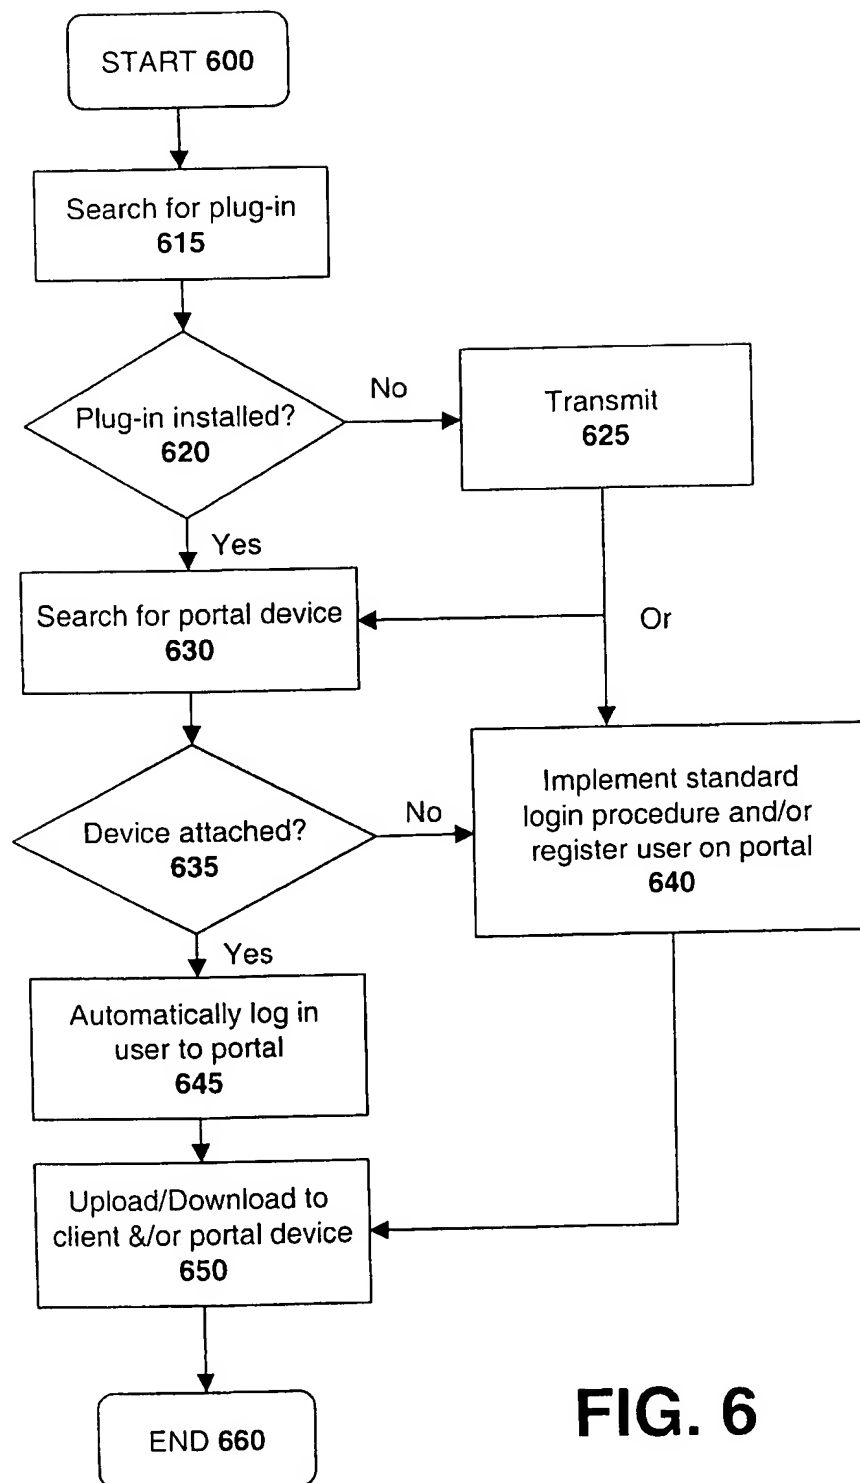 START 600
Search for plug-in
615
Plug-in installed?
620
No
Transmit
625
Yes
Search for portal device
630
Or
Device attached?
635
No
Implement standard
login procedure and/or
register user on portal
640
Yes
Automatically log in
user to portal
645
Upload/Download to
client &/or portal device
650
END 660
FIG. 6